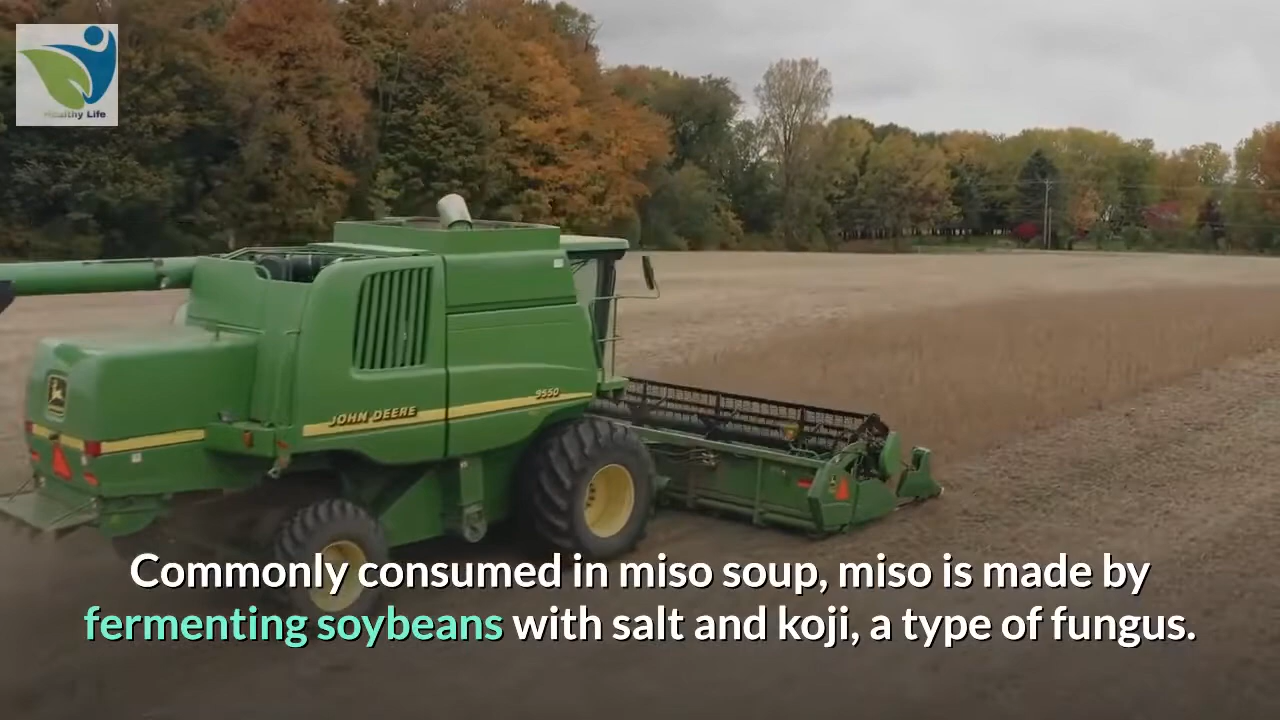 Healthy Life
JOHN DEERE
9550
Commonly consumed in miso soup, miso is made by
fermenting soybeans with salt and koji, a type of fungus.